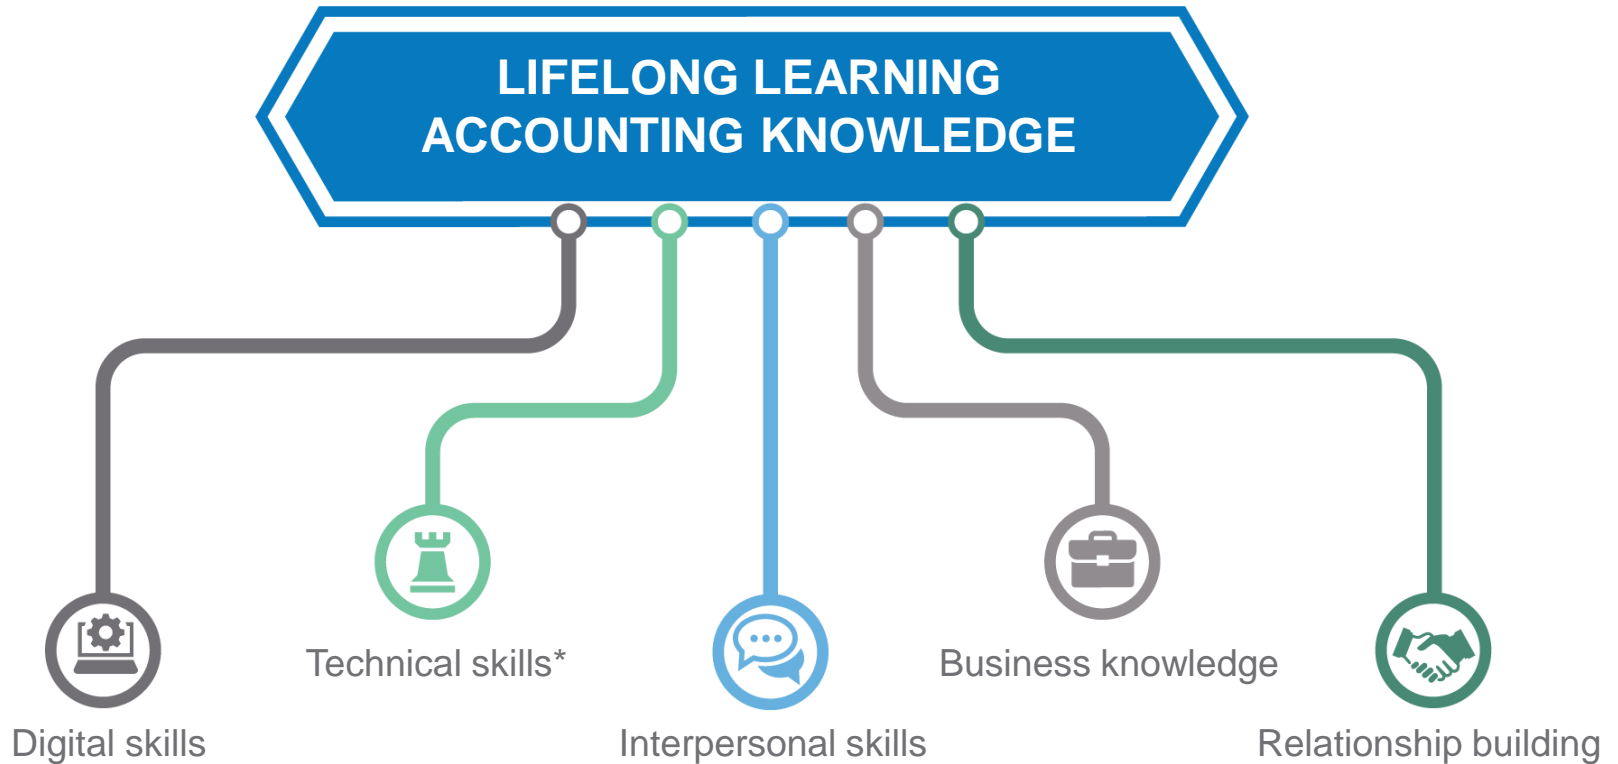 LIFELONG LEARNING
ACCOUNTING KNOWLEDGE
Technical skills*
Business knowledge
Digital skills
Interpersonal skills
Relationship building